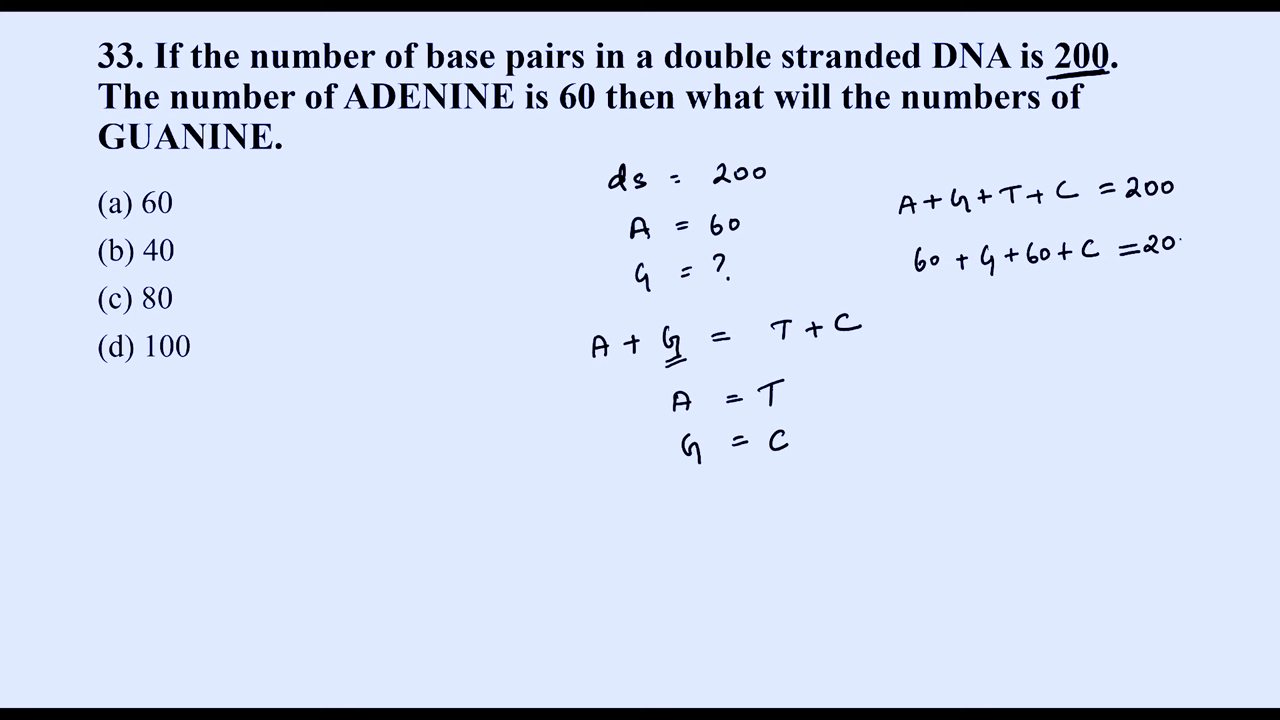 33. If the number of base pairs in a double stranded DNA is 200.
The number of ADENINE is 60 then what will the numbers of
GUANINE.
(a) 60
(b) 40
(c) 80
(d) 100
ds = 200
A = 60
G = ?
A + G = T + C
A = T
G = C
A + G + T + C = 200
60 + G + 60 + C = 20